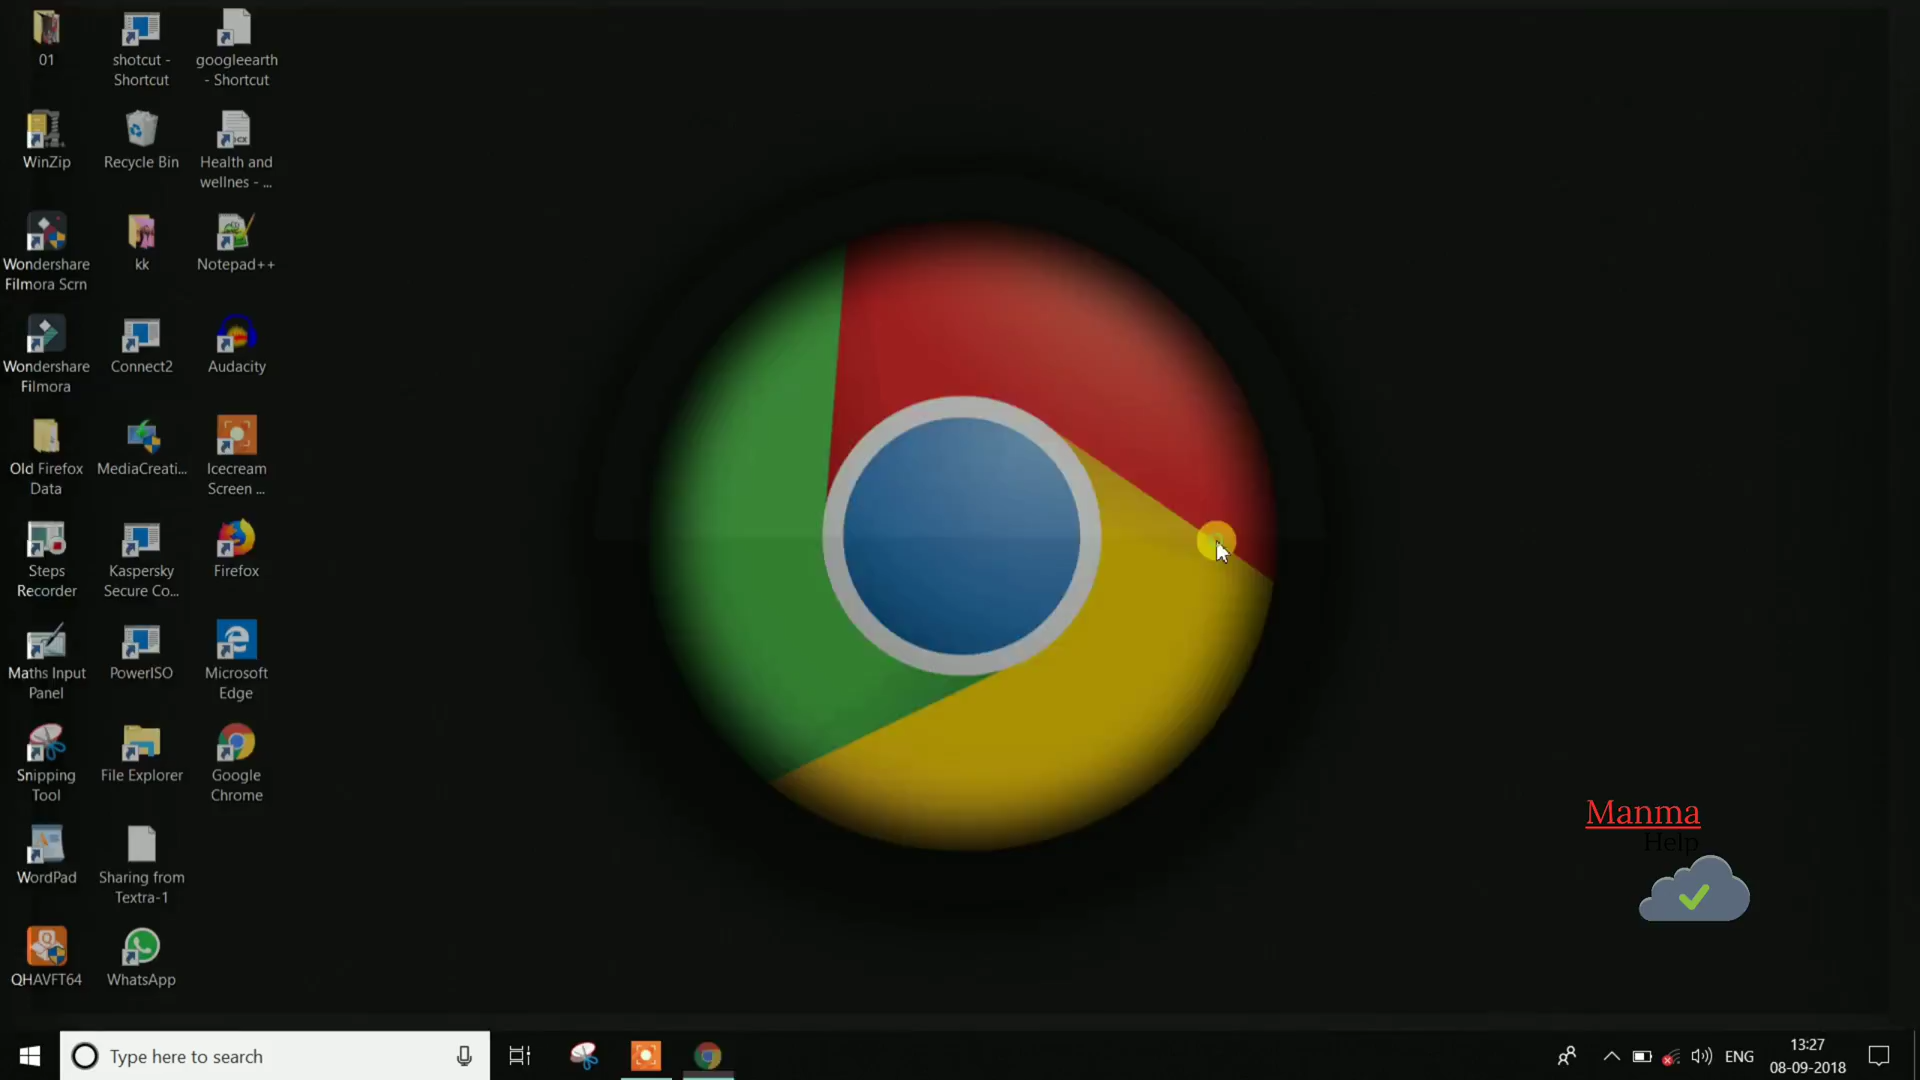 01
shotcut -
Shortcut
googleearth
- Shortcut
WinZip
Recycle Bin
Health and
wellnes - ...
Wondershare
Filmora Scrn
kk
Notepad++
Wondershare
Filmora
Connect2
Audacity
Old Firefox
Data
MediaCreati...
Icecream
Screen ...
Steps
Recorder
Kaspersky
Secure Co...
Firefox
Maths Input
Panel
PowerISO
Microsoft
Edge
Snipping
Tool
File Explorer
Google
Chrome
WordPad
Sharing from
Textra-1
QHAVFT64
WhatsApp
Manma
Help
Type here to search
ENG
13:27
08-09-2018